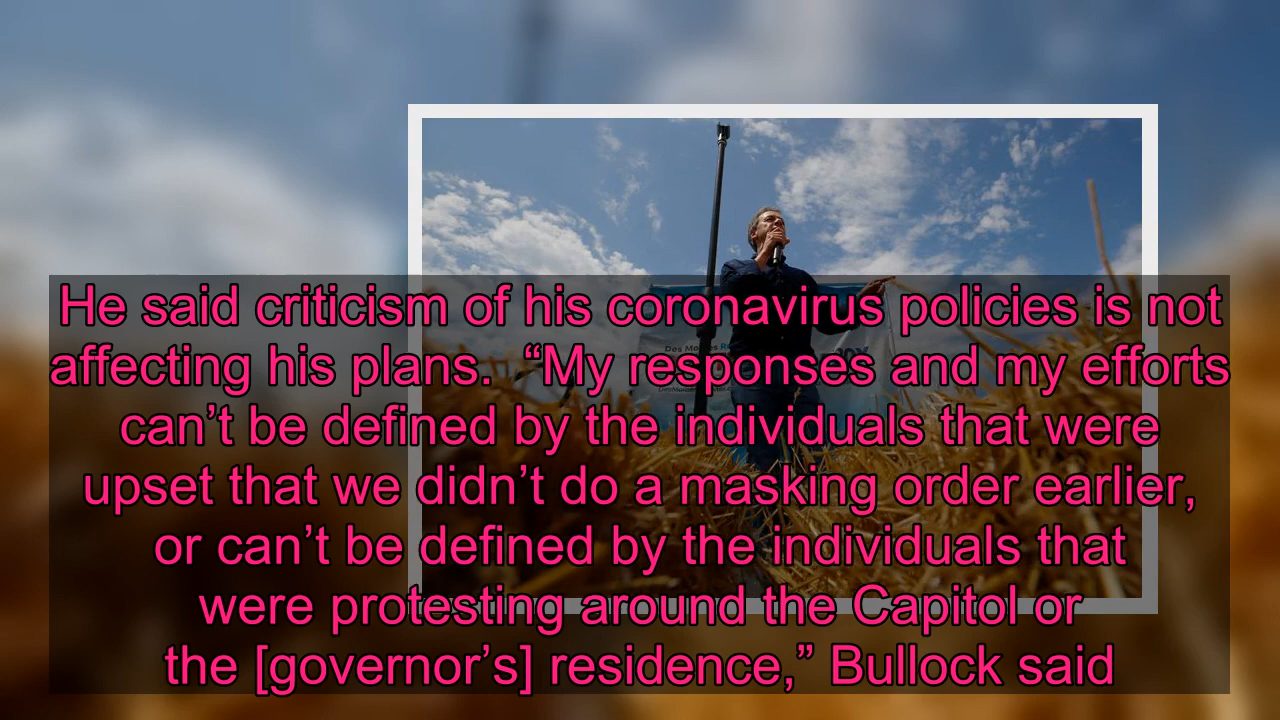 He said criticism of his coronavirus policies is not
affecting his plans. “My responses and my efforts
can’t be defined by the individuals that were
upset that we didn’t do a masking order earlier,
or can’t be defined by the individuals that
were protesting around the Capitol or
the [governor’s] residence,” Bullock said
Des Moines